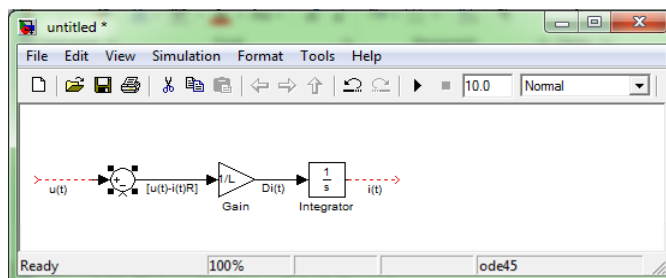 untitled *
File Edit View Simulation Format Tools Help
10.0 Normal
u(t) + - [u(t)-i(t)R] 1/L Di(t) 1 s i(t)
Gain Integrator
Ready 100% ode45